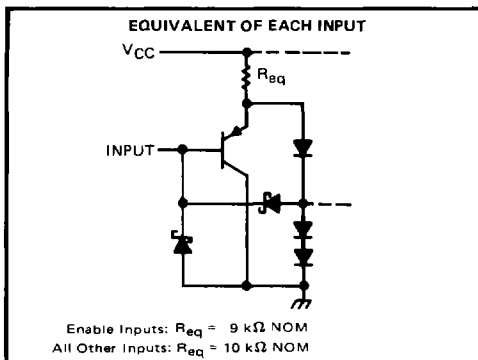 EQUIVALENT OF EACH INPUT
VCC
Req
INPUT
Enable Inputs: Req = 9 kΩ NOM
All Other Inputs: Req = 10 kΩ NOM